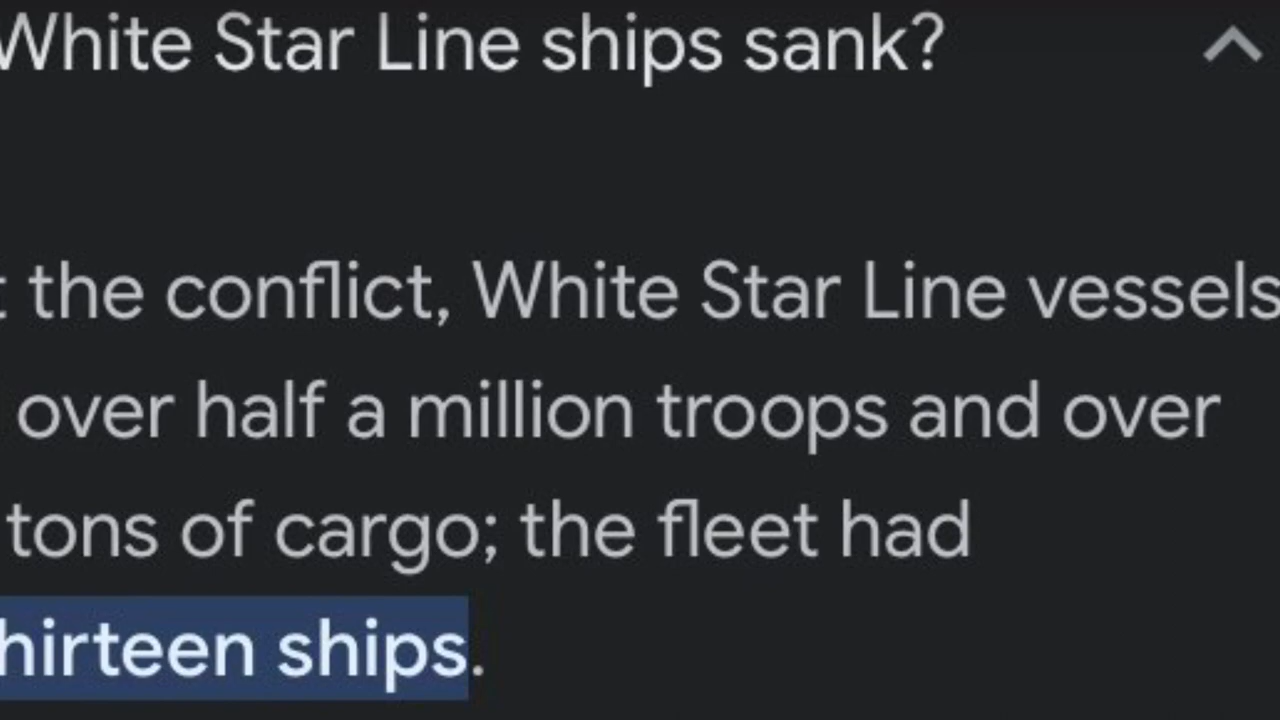 White Star Line ships sank?
t the conflict, White Star Line vessels
over half a million troops and over
tons of cargo; the fleet had
hirteen ships.